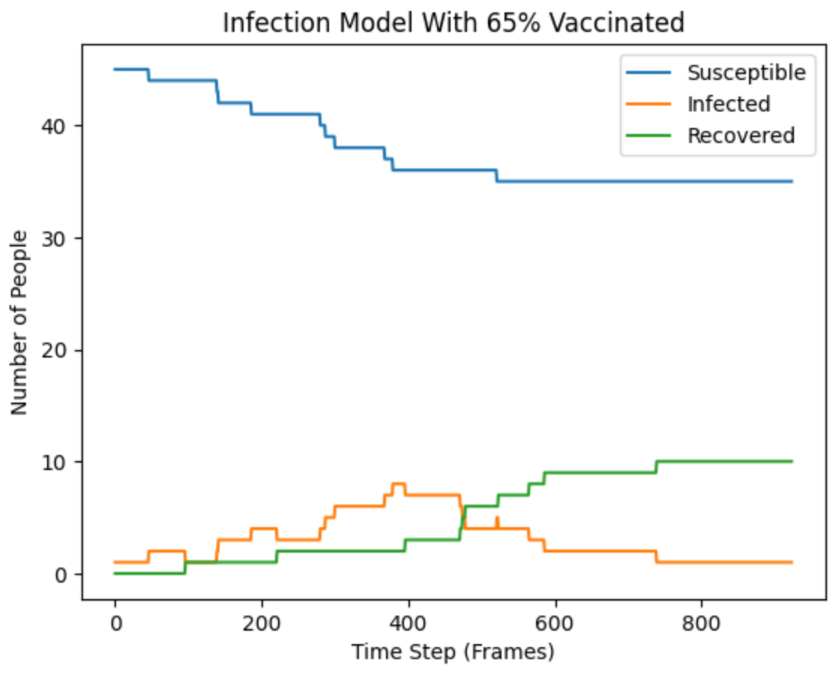 Infection Model With 65% Vaccinated
Susceptible
Infected
Recovered
40
30
20
10
0
Number of People
0 200 400 600 800
Time Step (Frames)